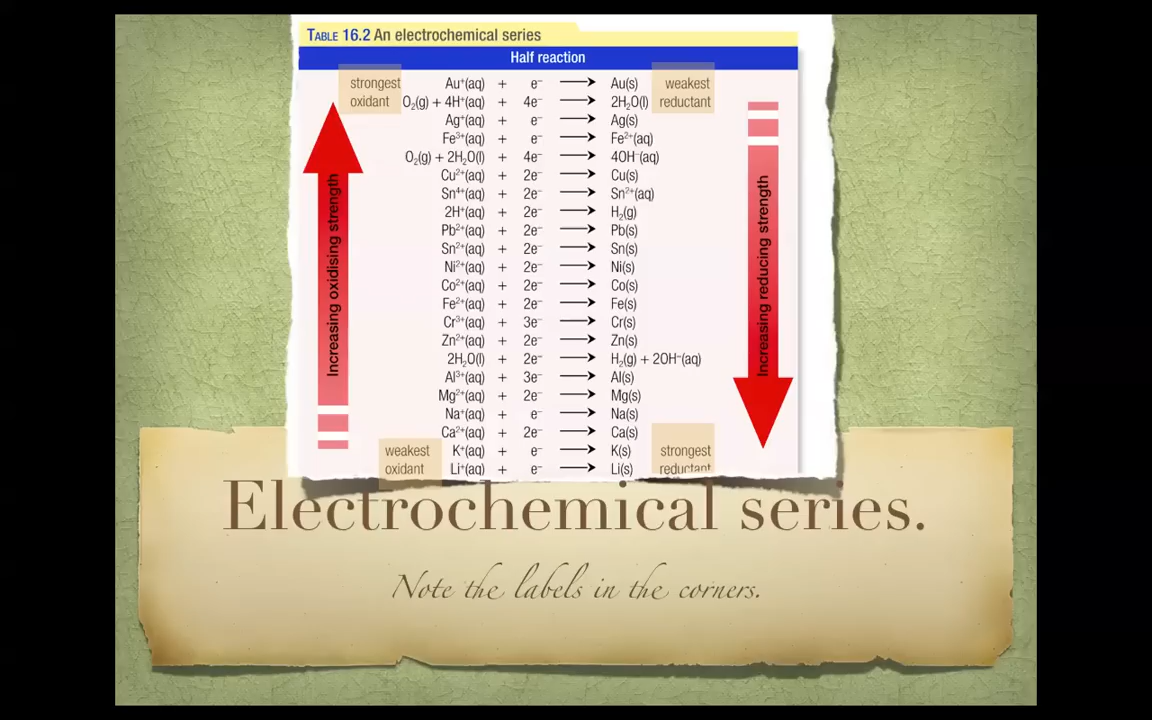 TABLE 16.2 An electrochemical series
Half reaction
strongest oxidant
weakest reductant
Au⁺(aq) + e⁻ ⟶ Au(s)
O₂(g) + 4H⁺(aq) + 4e⁻ ⟶ 2H₂O(l)
Ag⁺(aq) + e⁻ ⟶ Ag(s)
Fe³⁺(aq) + e⁻ ⟶ Fe²⁺(aq)
O₂(g) + 2H₂O(l) + 4e⁻ ⟶ 4OH⁻(aq)
Cu²⁺(aq) + 2e⁻ ⟶ Cu(s)
Sn⁴⁺(aq) + 2e⁻ ⟶ Sn²⁺(aq)
2H⁺(aq) + 2e⁻ ⟶ H₂(g)
Pb²⁺(aq) + 2e⁻ ⟶ Pb(s)
Sn²⁺(aq) + 2e⁻ ⟶ Sn(s)
Ni²⁺(aq) + 2e⁻ ⟶ Ni(s)
Co²⁺(aq) + 2e⁻ ⟶ Co(s)
Fe²⁺(aq) + 2e⁻ ⟶ Fe(s)
Cr³⁺(aq) + 3e⁻ ⟶ Cr(s)
Zn²⁺(aq) + 2e⁻ ⟶ Zn(s)
2H₂O(l) + 2e⁻ ⟶ H₂(g) + 2OH⁻(aq)
Al³⁺(aq) + 3e⁻ ⟶ Al(s)
Mg²⁺(aq) + 2e⁻ ⟶ Mg(s)
Na⁺(aq) + e⁻ ⟶ Na(s)
Ca²⁺(aq) + 2e⁻ ⟶ Ca(s)
K⁺(aq) + e⁻ ⟶ K(s)
Li⁺(aq) + e⁻ ⟶ Li(s)
weakest oxidant
strongest reductant
Increasing oxidising strength
Increasing reducing strength
Electrochemical series.
Note the labels in the corners.